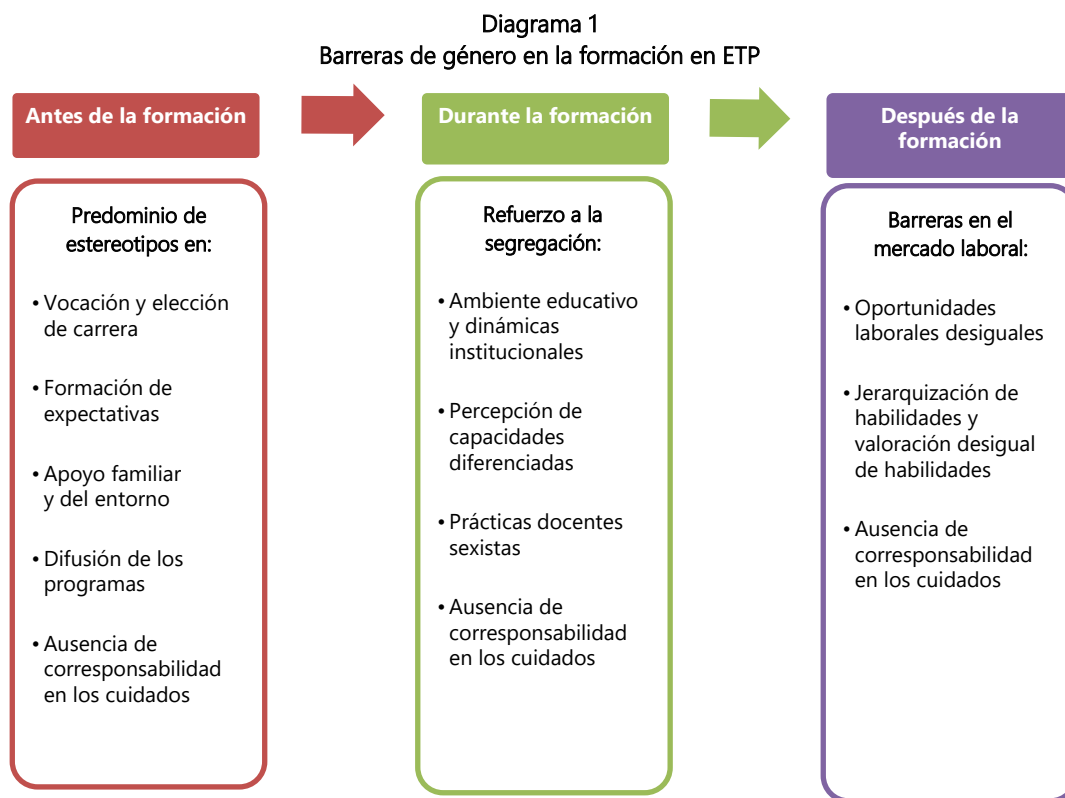 Diagrama 1
Barreras de género en la formación en ETP
Antes de la formación
Predominio de
estereotipos en:
• Vocación y elección
de carrera
• Formación de
expectativas
• Apoyo familiar
y del entorno
• Difusión de los
programas
• Ausencia de
corresponsabilidad
en los cuidados
Durante la formación
Refuerzo a la
segregación:
• Ambiente educativo
y dinámicas
institucionales
• Percepción de
capacidades
diferenciadas
• Prácticas docentes
sexistas
• Ausencia de
corresponsabilidad
en los cuidados
Después de la
formación
Barreras en el
mercado laboral:
• Oportunidades
laborales desiguales
• Jerarquización de
habilidades y
valoración desigual
de habilidades
• Ausencia de
corresponsabilidad
en los cuidados